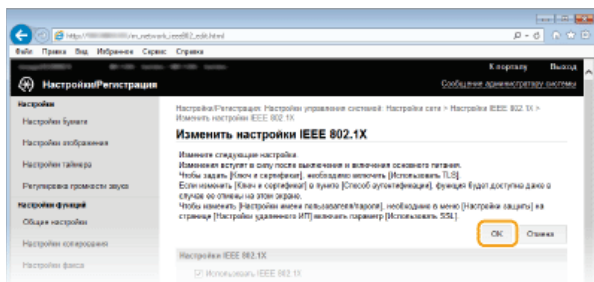 http://
/m_network_ieee802_edit.html
Файл Правка Вид Избранное Сервис Справка
К порталу Выход
Настройки/Регистрация
Сообщение администратору системы
Настройки
Настройки бумаги
Настройки отображения
Настройки таймера
Регулировка громкости звука
Настройки функций
Общие настройки
Настройки копирования
Настройки факса
Настройки/Регистрация: Настройки управления системой: Настройки сети > Настройки IEEE 802.1X >
Изменить настройки IEEE 802.1X
Изменить настройки IEEE 802.1X
Измените следующие настройки.
Изменения вступят в силу после выключения и включения основного питания.
Чтобы задать [Ключ и сертификат], необходимо включить [Использовать TLS].
Если изменить [Ключ и сертификат] в пункте [Способ аутентификации], функция будет доступна даже в
случае ее отмены на этом экране.
Чтобы изменить [Настройки имени пользователя/пароля], необходимо в меню [Настройки защиты] на
странице [Настройки удаленного ИП] включить параметр [Использовать SSL].
OK Отмена
Настройки IEEE 802.1X
Использовать IEEE 802.1X